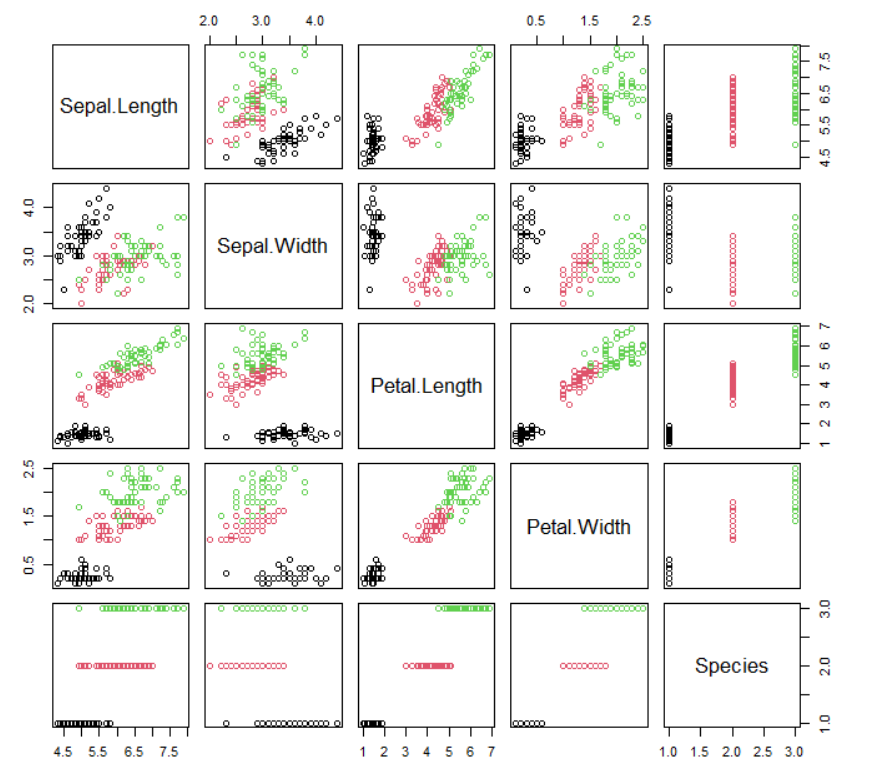 2.0 3.0 4.0 0.5 1.5 2.5
Sepal.Length
4.5 5.5 6.5 7.5
2.0 3.0 4.0
Sepal.Width
Petal.Length
1 2 3 4 5 6 7
0.5 1.5 2.5
Petal.Width
Species
1.0 2.0 3.0
4.5 5.5 6.5 7.5 1 2 3 4 5 6 7 1.0 1.5 2.0 2.5 3.0